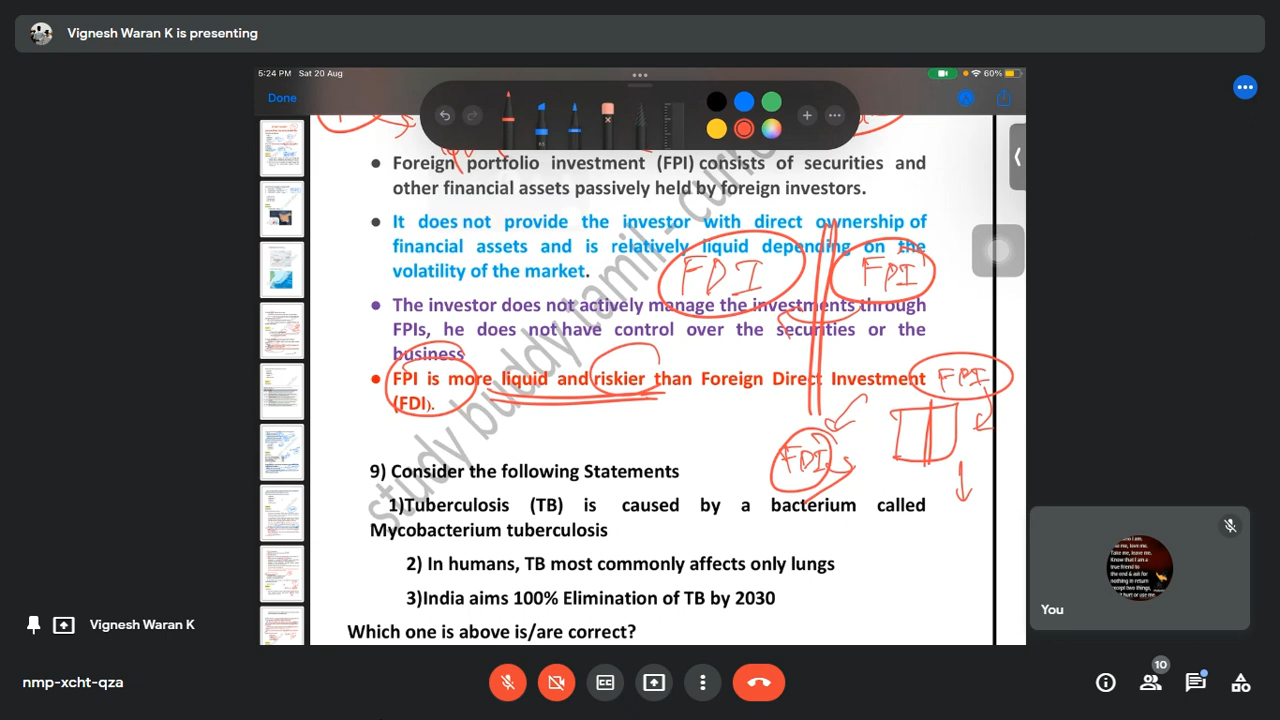 Vignesh Waran K is presenting
5:24 PM Sat 20 Aug
60%
Done
Foreign portfolio investment (FPI) consists of securities and
other financial assets passively held by foreign investors.
It does not provide the investor with direct ownership of
financial assets and is relatively liquid depending on the
volatility of the market.
FDI
FPI
The investor does not actively manage the investments through
FPIs, he does not have control over the securities or the
business
FPI is more liquid and riskier than Foreign Direct Investment
(FDI).
FPI
FDI
9) Consider the following Statements
1)Tuberculosis (TB) is caused by a bacterium called
Mycobacterium tuberculosis
2) In humans, TB most commonly affects only lungs
3)India aims 100% Elimination of TB by 2030
Which one is above is/are correct?
study buddy tamil-
You
Vignesh Waran K
nmp-xcht-qza
10